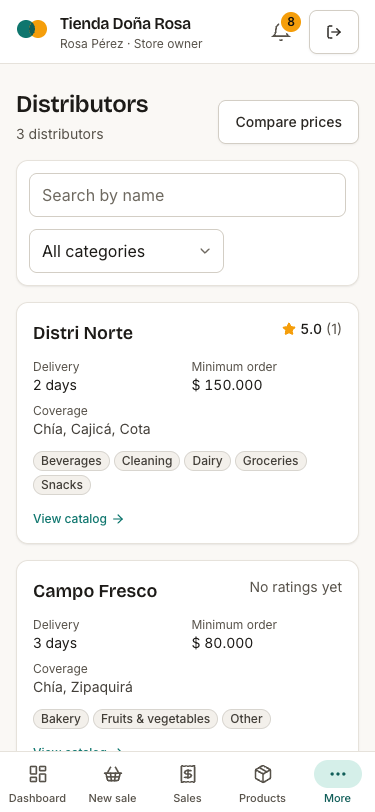 Tienda Doña Rosa
Rosa Pérez · Store owner
8
Distributors
3 distributors
Compare prices
Search by name
All categories
Distri Norte
5.0 (1)
Delivery
2 days
Minimum order
$ 150.000
Coverage
Chía, Cajicá, Cota
Beverages
Cleaning
Dairy
Groceries
Snacks
View catalog →
Campo Fresco
No ratings yet
Delivery
3 days
Minimum order
$ 80.000
Coverage
Chía, Zipaquirá
Bakery
Fruits & vegetables
Other
Dashboard
New sale
Sales
Products
More